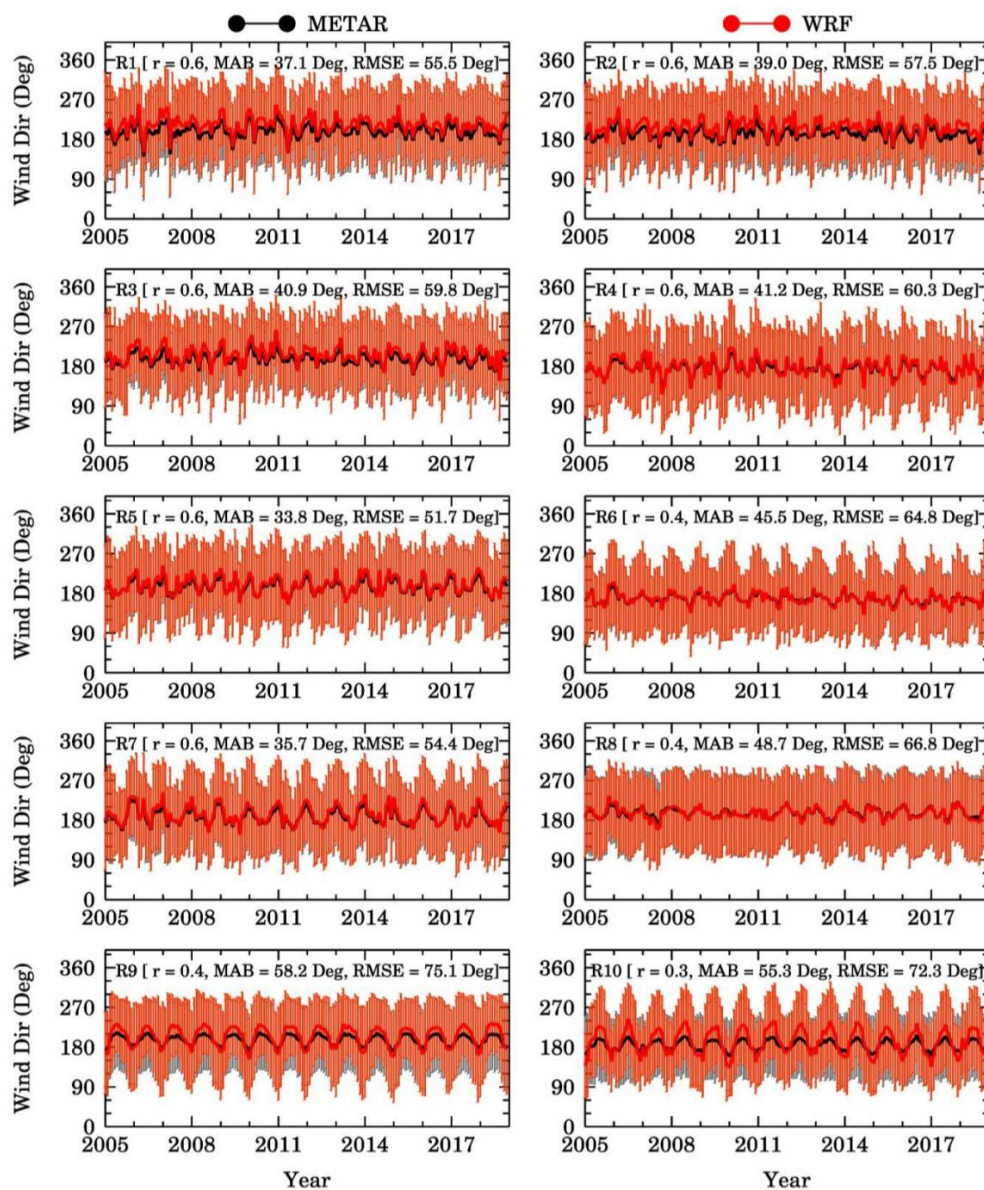 METAR WRF
R1 [ r = 0.6, MAB = 37.1 Deg, RMSE = 55.5 Deg]
Wind Dir (Deg)
360
270
180
90
0
2005 2008 2011 2014 2017
R2 [ r = 0.6, MAB = 39.0 Deg, RMSE = 57.5 Deg]
360
270
180
90
0
2005 2008 2011 2014 2017
R3 [ r = 0.6, MAB = 40.9 Deg, RMSE = 59.8 Deg]
Wind Dir (Deg)
360
270
180
90
0
2005 2008 2011 2014 2017
R4 [ r = 0.6, MAB = 41.2 Deg, RMSE = 60.3 Deg]
360
270
180
90
0
2005 2008 2011 2014 2017
R5 [ r = 0.6, MAB = 33.8 Deg, RMSE = 51.7 Deg]
Wind Dir (Deg)
360
270
180
90
0
2005 2008 2011 2014 2017
R6 [ r = 0.4, MAB = 45.5 Deg, RMSE = 64.8 Deg]
360
270
180
90
0
2005 2008 2011 2014 2017
R7 [ r = 0.6, MAB = 35.7 Deg, RMSE = 54.4 Deg]
Wind Dir (Deg)
360
270
180
90
0
2005 2008 2011 2014 2017
R8 [ r = 0.4, MAB = 48.7 Deg, RMSE = 66.8 Deg]
360
270
180
90
0
2005 2008 2011 2014 2017
R9 [ r = 0.4, MAB = 58.2 Deg, RMSE = 75.1 Deg]
Wind Dir (Deg)
360
270
180
90
0
2005 2008 2011 2014 2017
Year
R10 [ r = 0.3, MAB = 55.3 Deg, RMSE = 72.3 Deg]
360
270
180
90
0
2005 2008 2011 2014 2017
Year